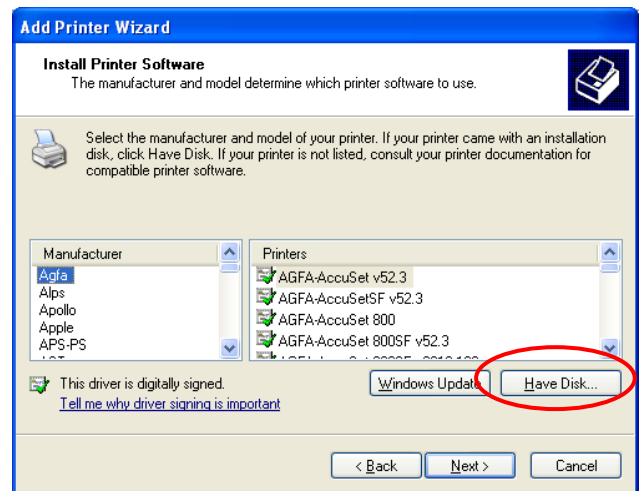 Add Printer Wizard
Install Printer Software
The manufacturer and model determine which printer software to use.
Select the manufacturer and model of your printer. If your printer came with an installation
disk, click Have Disk. If your printer is not listed, consult your printer documentation for
compatible printer software.
Manufacturer
Agfa
Alps
Apollo
Apple
APS-PS
Printers
AGFA-AccuSet v52.3
AGFA-AccuSetSF v52.3
AGFA-AccuSet 800
AGFA-AccuSet 800SF v52.3
This driver is digitally signed.
Tell me why driver signing is important
Windows Update
Have Disk...
< Back
Next >
Cancel